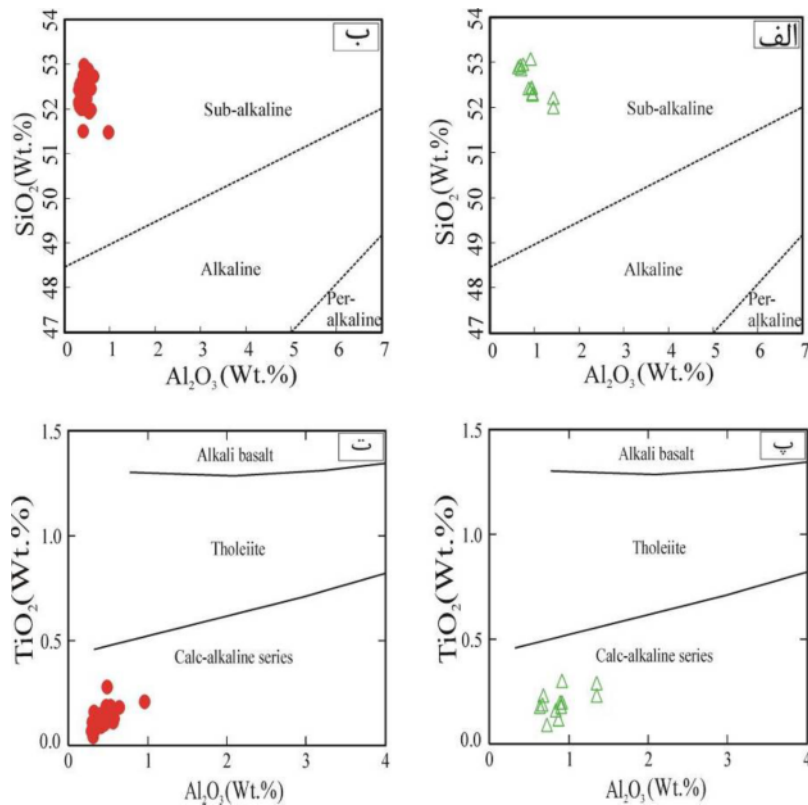 ب
SiO₂(Wt.%)
54
53
52
51
50
49
48
47
Sub-alkaline
Alkaline
Per-
alkaline
0 1 2 3 4 5 6 7
Al₂O₃(Wt.%)
الف
SiO₂(Wt.%)
54
53
52
51
50
49
48
47
Sub-alkaline
Alkaline
Per-
alkaline
0 1 2 3 4 5 6 7
Al₂O₃(Wt.%)
ت
TiO₂(Wt.%)
1.5
1.0
0.5
0.0
Alkali basalt
Tholeiite
Calc-alkaline series
0 1 2 3 4
Al₂O₃(Wt.%)
پ
TiO₂(Wt.%)
1.5
1.0
0.5
0.0
Alkali basalt
Tholeiite
Calc-alkaline series
0 1 2 3 4
Al₂O₃(Wt.%)